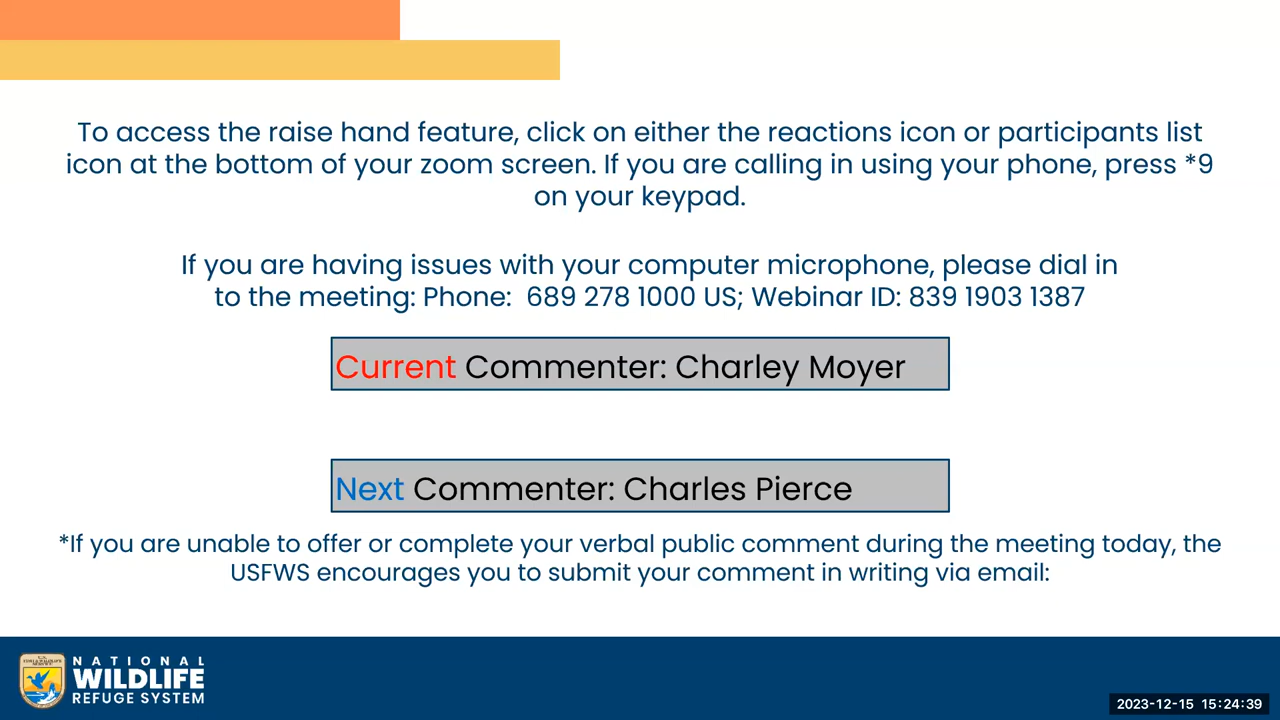 To access the raise hand feature, click on either the reactions icon or participants list
icon at the bottom of your zoom screen. If you are calling in using your phone, press *9
on your keypad.
If you are having issues with your computer microphone, please dial in
to the meeting: Phone:  689 278 1000 US; Webinar ID: 839 1903 1387
Current Commenter: Charley Moyer
Next Commenter: Charles Pierce
*If you are unable to offer or complete your verbal public comment during the meeting today, the
USFWS encourages you to submit your comment in writing via email:
NATIONAL
WILDLIFE
REFUGE SYSTEM
2023-12-15 15:24:39